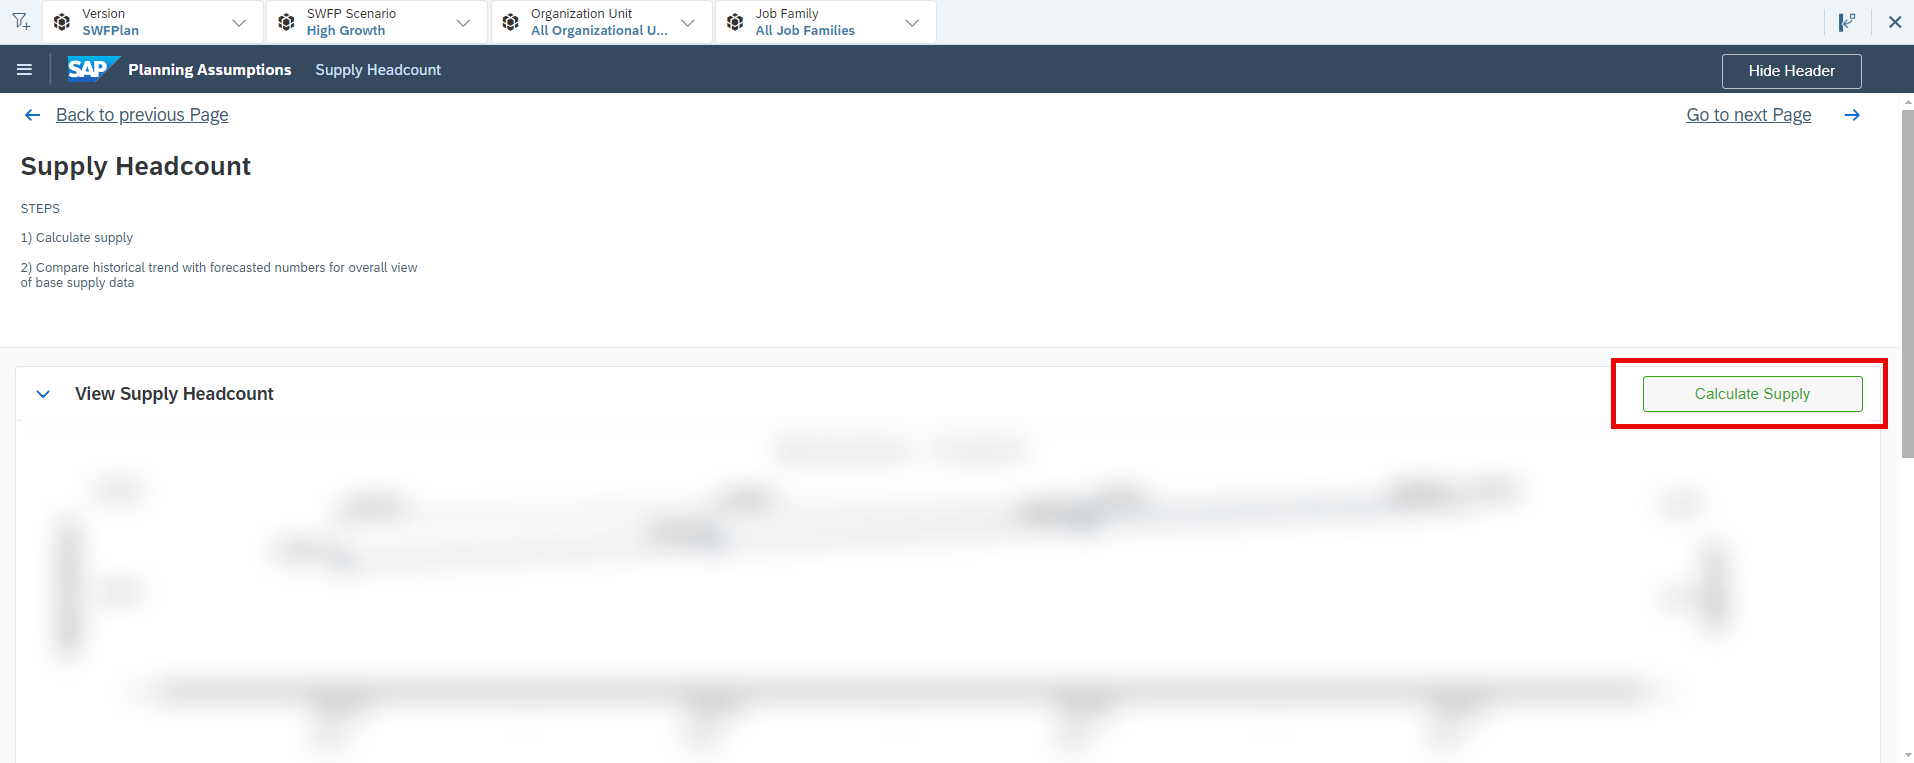 Version
SWFPlan
SWFP Scenario
High Growth
Organization Unit
All Organizational U...
Job Family
All Job Families
SAP
Planning Assumptions
Supply Headcount
Hide Header
Back to previous Page
Go to next Page
Supply Headcount
STEPS
1) Calculate supply
2) Compare historical trend with forecasted numbers for overall view
of base supply data
View Supply Headcount
Calculate Supply